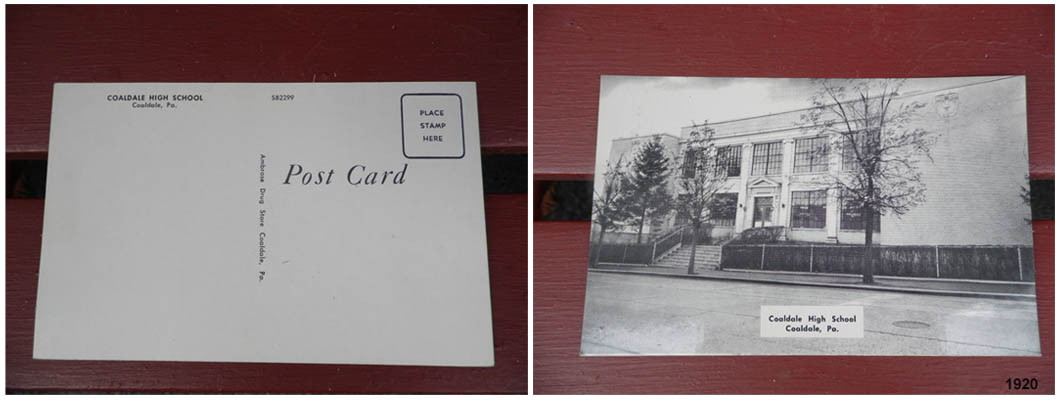 COALDALE HIGH SCHOOL
Coaldale, Pa.
S82299
PLACE
STAMP
HERE
Post Card
Ambrose Drug Store Coaldale, Pa.
Coaldale High School
Coaldale, Pa.
1920